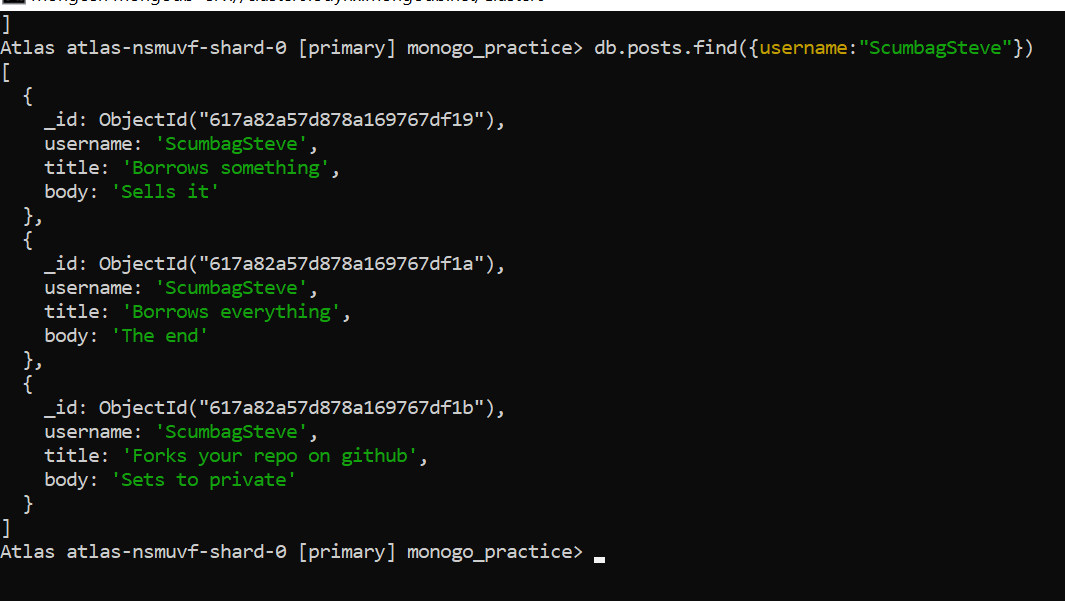 ]
Atlas atlas-nsmuvf-shard-0 [primary] monogo_practice> db.posts.find({username:"ScumbagSteve"})
[
  {
    _id: ObjectId("617a82a57d878a169767df19"),
    username: 'ScumbagSteve',
    title: 'Borrows something',
    body: 'Sells it'
  },
  {
    _id: ObjectId("617a82a57d878a169767df1a"),
    username: 'ScumbagSteve',
    title: 'Borrows everything',
    body: 'The end'
  },
  {
    _id: ObjectId("617a82a57d878a169767df1b"),
    username: 'ScumbagSteve',
    title: 'Forks your repo on github',
    body: 'Sets to private'
  }
]
Atlas atlas-nsmuvf-shard-0 [primary] monogo_practice>